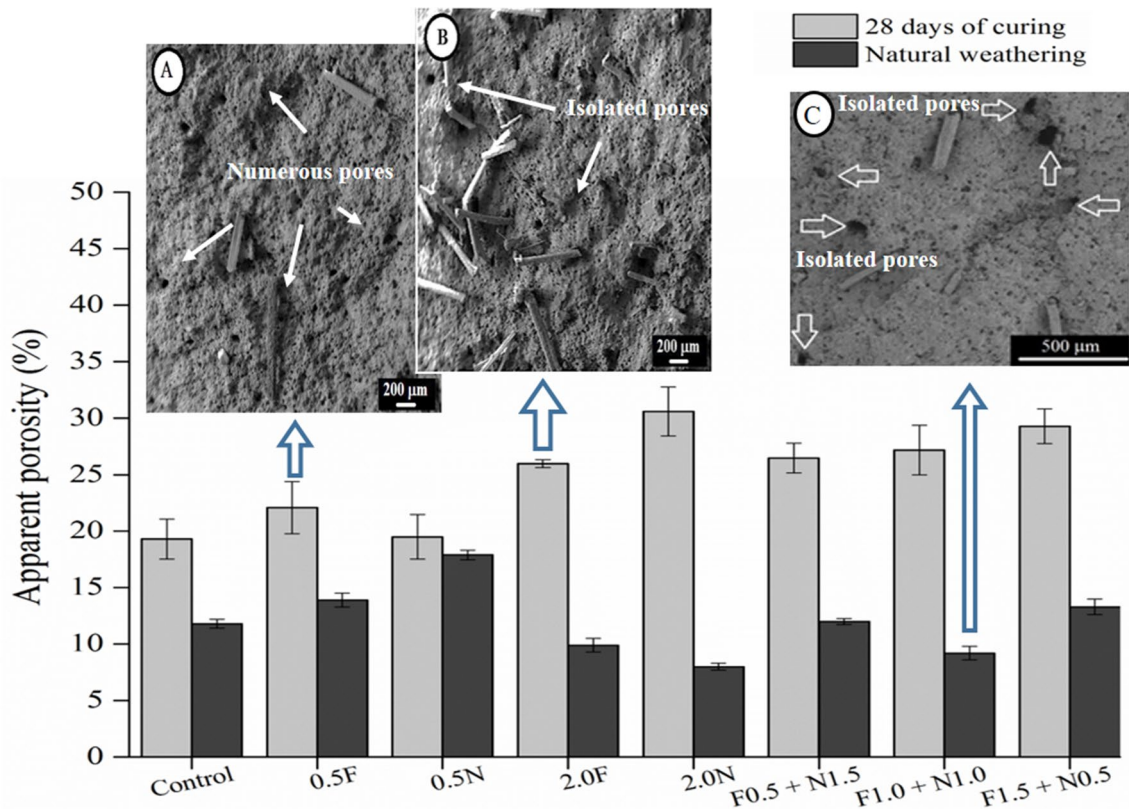 28 days of curing
Natural weathering
A
Numerous pores
200 μm
B
Isolated pores
200 μm
C
Isolated pores
Isolated pores
500 μm
Apparent porosity (%)
50
45
40
35
30
25
20
15
10
5
0
Control
0.5F
0.5N
2.0F
2.0N
F0.5 + N1.5
F1.0 + N1.0
F1.5 + N0.5